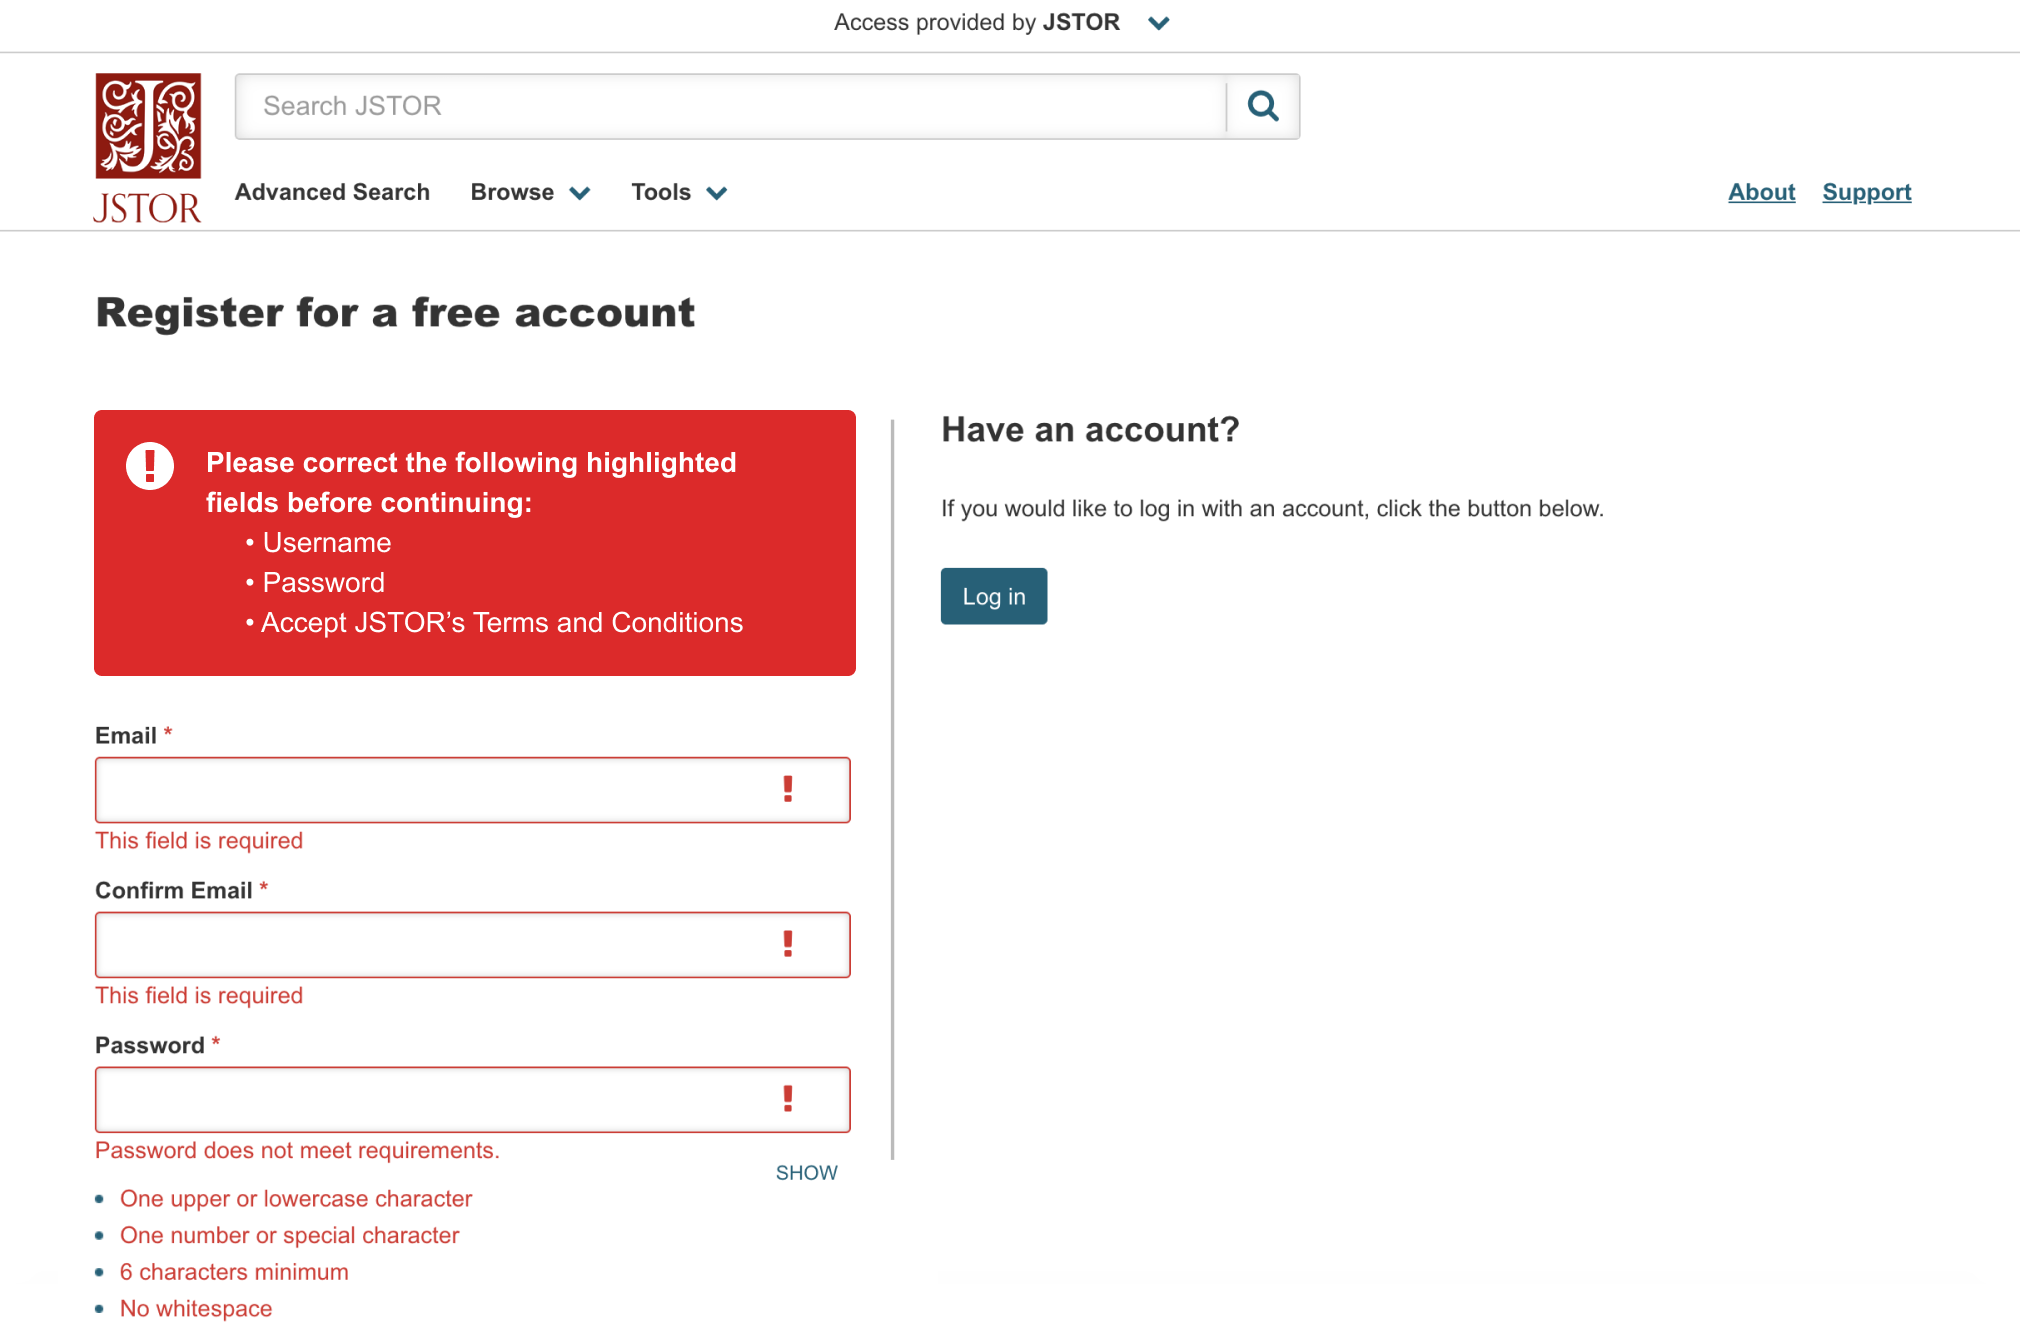 Access provided by JSTOR
Search JSTOR
JSTOR
Advanced Search Browse Tools About Support
Register for a free account
Please correct the following highlighted
fields before continuing:
• Username
• Password
• Accept JSTOR’s Terms and Conditions
Email *
This field is required
Confirm Email *
This field is required
Password *
Password does not meet requirements.
SHOW
• One upper or lowercase character
• One number or special character
• 6 characters minimum
• No whitespace
Have an account?
If you would like to log in with an account, click the button below.
Log in